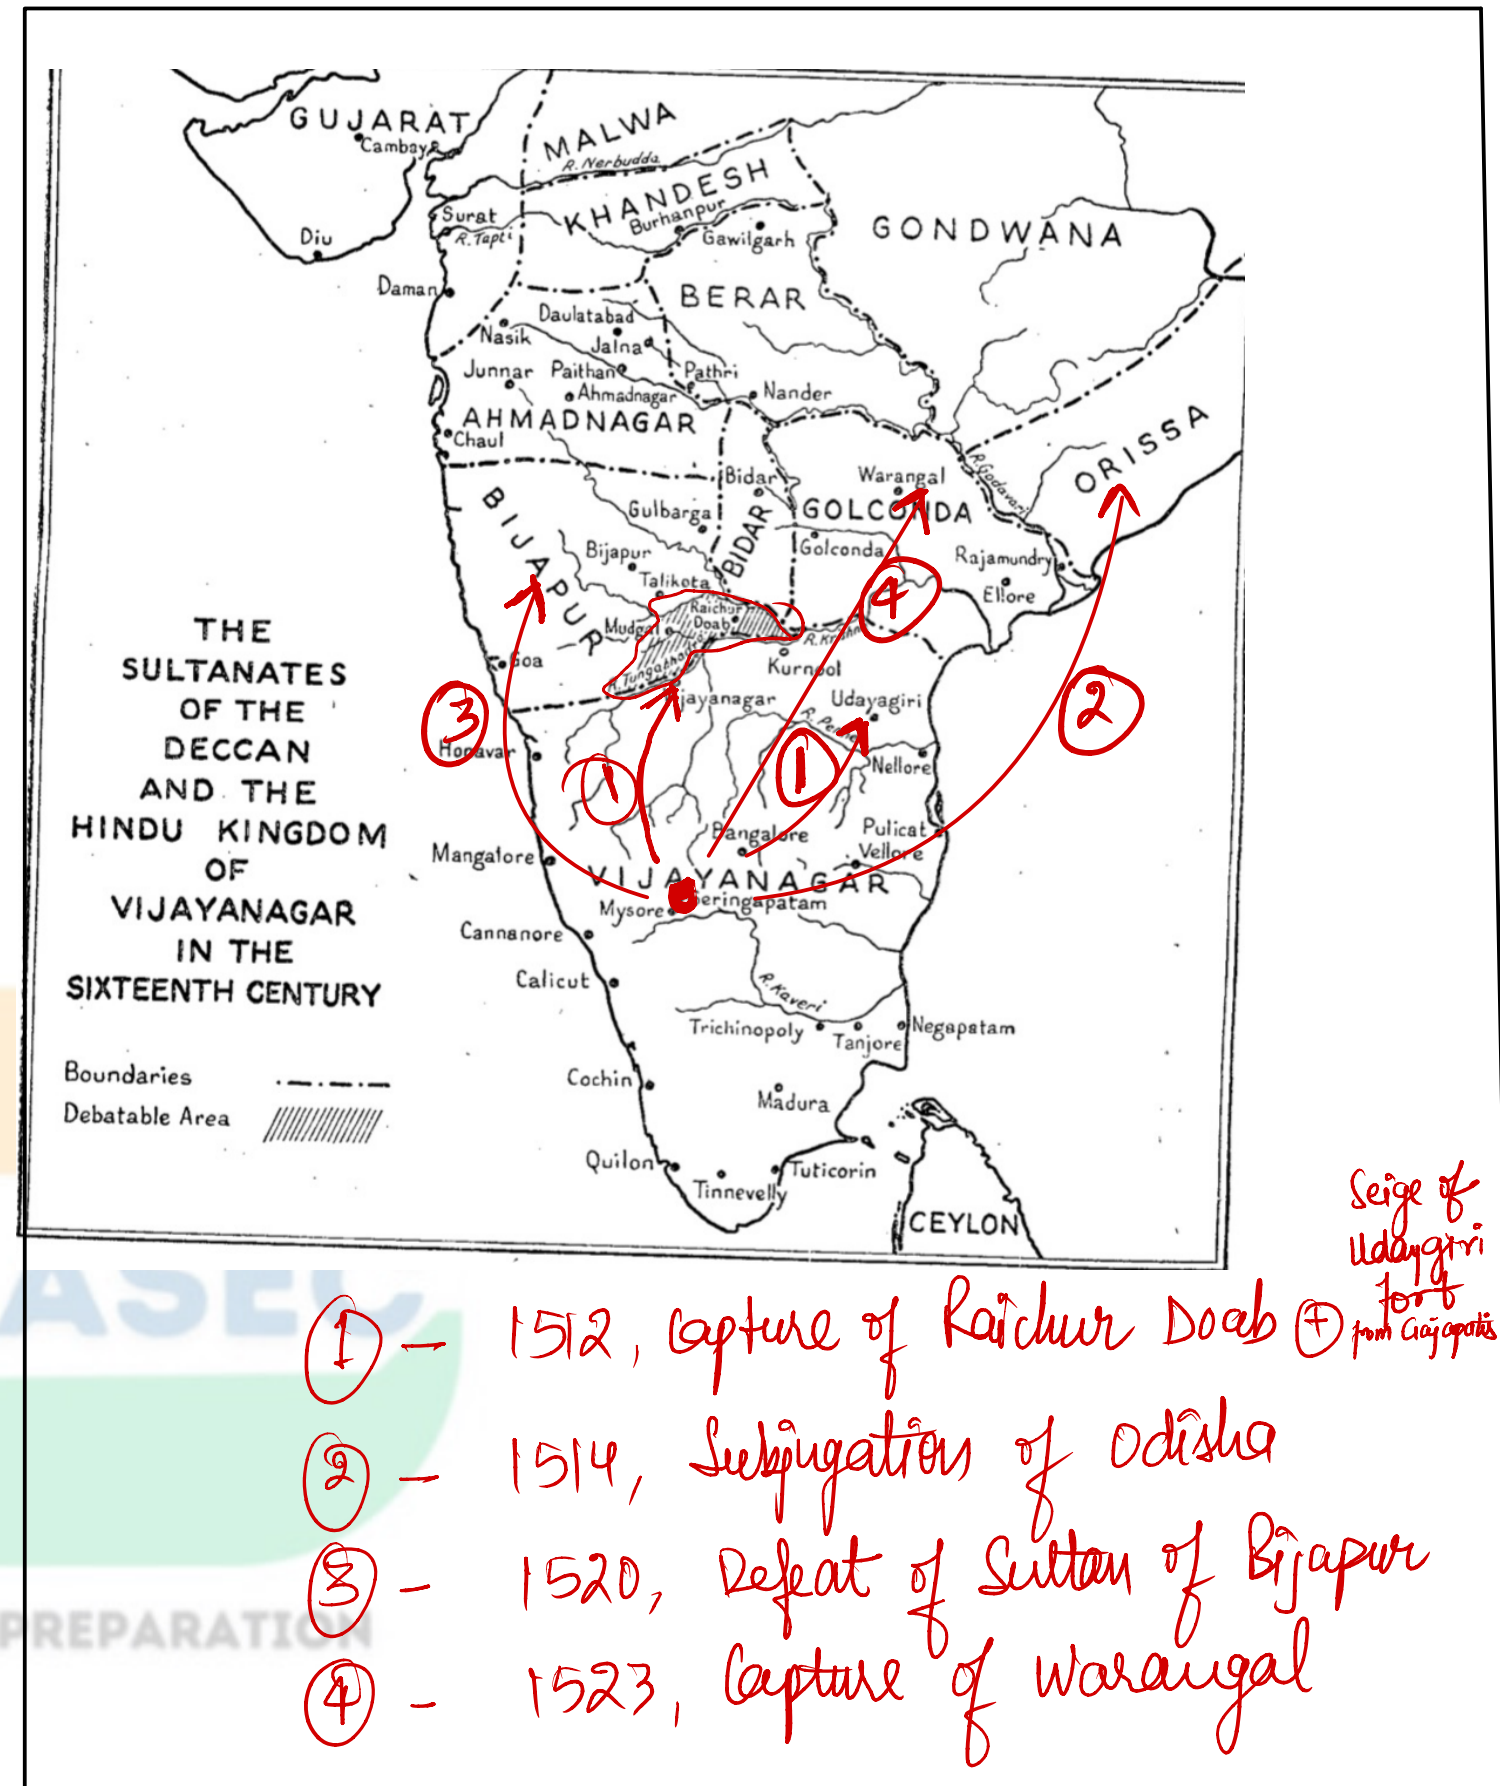 GUJARAT
Cambay
MALWA
R. Nerbudda
KHANDESH
Burhanpur
Gawilgarh
GONDWANA
Surat
R. Tapti
Diu
Daman
BERAR
Daulatabad
Nasik
Jalna
Junnar
Paithan
Pathri
Ahmadnagar
Nander
AHMADNAGAR
Chaul
ORISSA
R. Godavari
Bidar
Warangal
BIJAPUR
Gulbarga
GOLCONDA
BIDAR
Bijapur
Golconda
Rajamundry
Talikota
Ellore
Raichur
Doab
Mudgal
R. Krishn
Goa
R. Tungabhad
Kurnool
jayanagar
Udayagiri
R. Penne
Honavar
Nellore
3
1
1
4
2
Bangalore
Pulicat
Vellore
Mangalore
VIJAYANAGAR
Mysore
eringapatam
Cannanore
Calicut
R. Kaveri
Trichinopoly
Tanjore
Negapatam
Cochin
Madura
Quilon
Tinnevelly
Tuticorin
CEYLON
THE
SULTANATES
OF THE
DECCAN
AND THE
HINDU KINGDOM
OF
VIJAYANAGAR
IN THE
SIXTEENTH CENTURY
Boundaries
Debatable Area
Seige of
Udaygiri
fort
from Gajapatis
1 – 1512, Capture of Raichur Doab +
2 – 1514, Subjugation of Odisha
3 – 1520, Defeat of Sultan of Bijapur
4 – 1523, Capture of Warangal
ASEC
PREPARATION